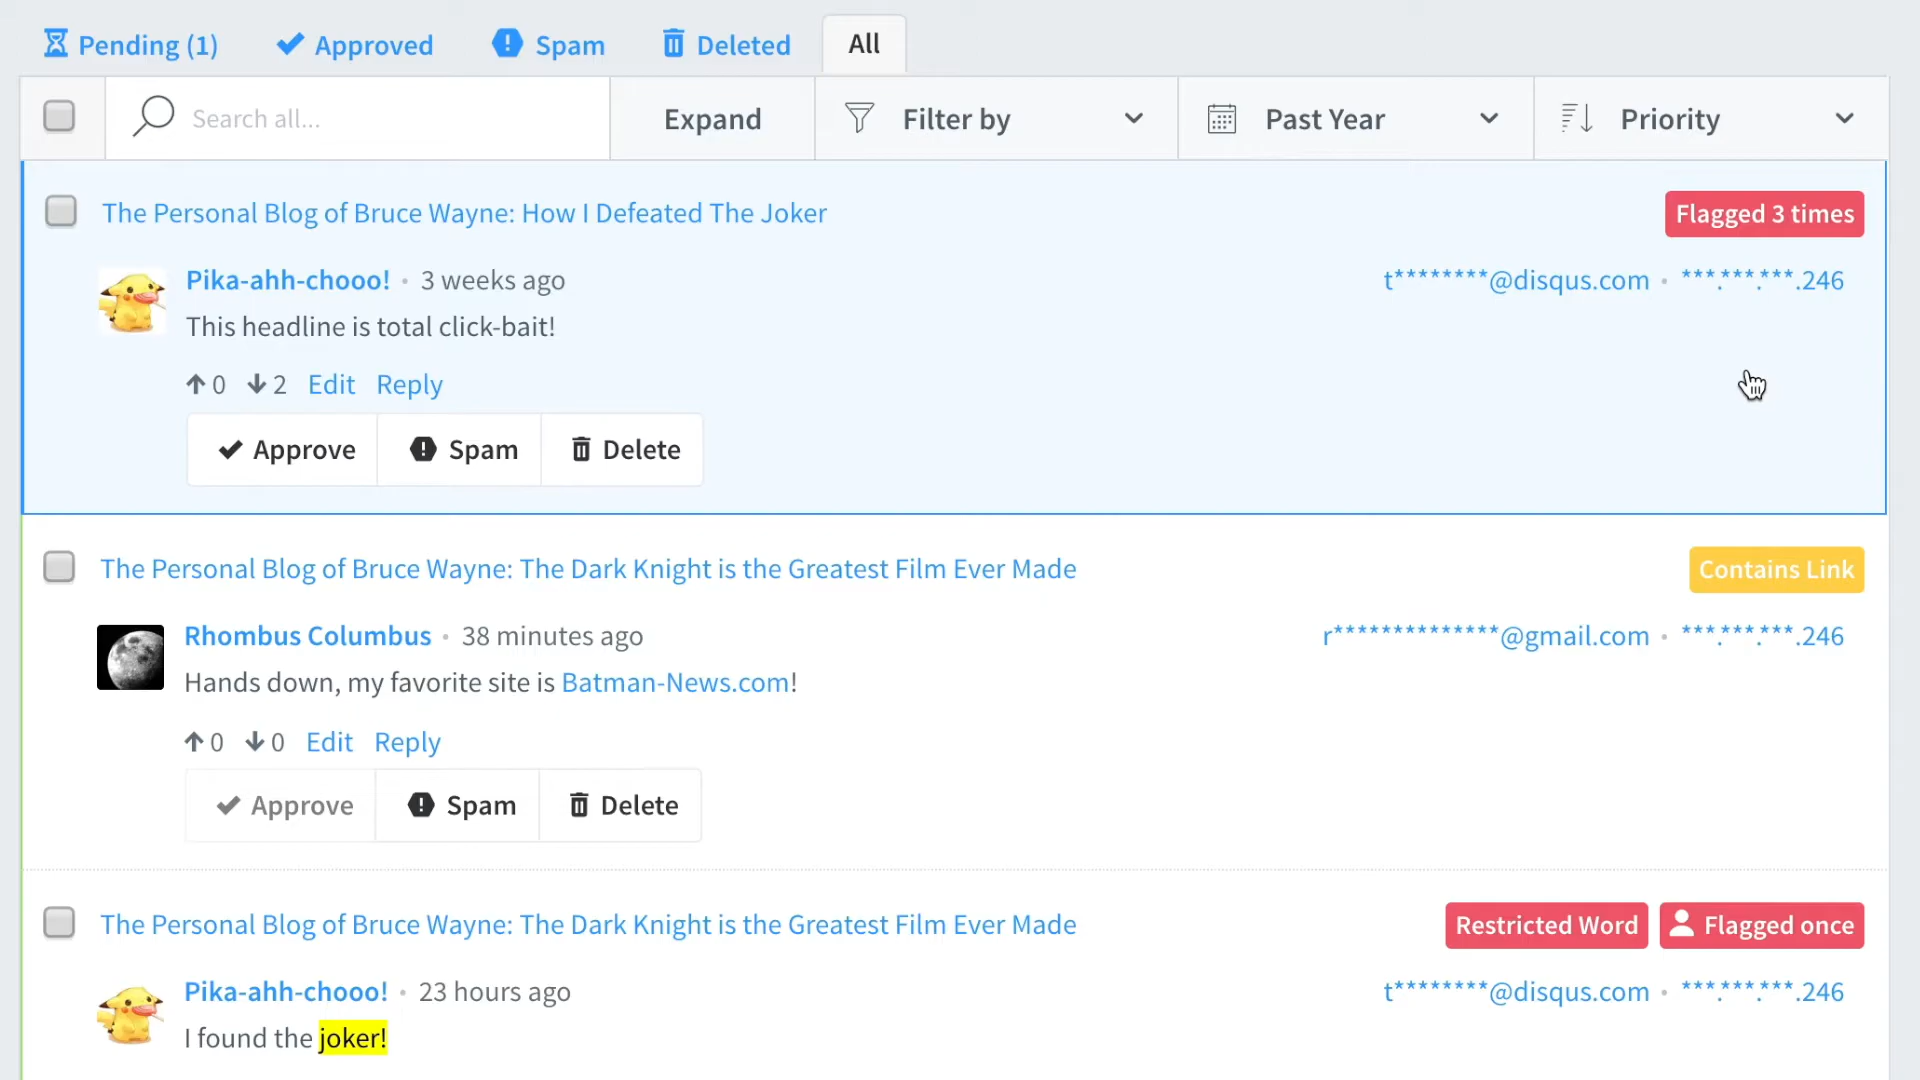 Pending (1) Approved Spam Deleted All
Search all... Expand Filter by Past Year Priority
The Personal Blog of Bruce Wayne: How I Defeated The Joker Flagged 3 times
Pika-ahh-chooo! • 3 weeks ago t********@disqus.com • ***.***.***.246
This headline is total click-bait!
0 2 Edit Reply
Approve Spam Delete
The Personal Blog of Bruce Wayne: The Dark Knight is the Greatest Film Ever Made Contains Link
Rhombus Columbus • 38 minutes ago r**************@gmail.com • ***.***.***.246
Hands down, my favorite site is Batman-News.com!
0 0 Edit Reply
Approve Spam Delete
The Personal Blog of Bruce Wayne: The Dark Knight is the Greatest Film Ever Made Restricted Word Flagged once
Pika-ahh-chooo! • 23 hours ago t********@disqus.com • ***.***.***.246
I found the joker!